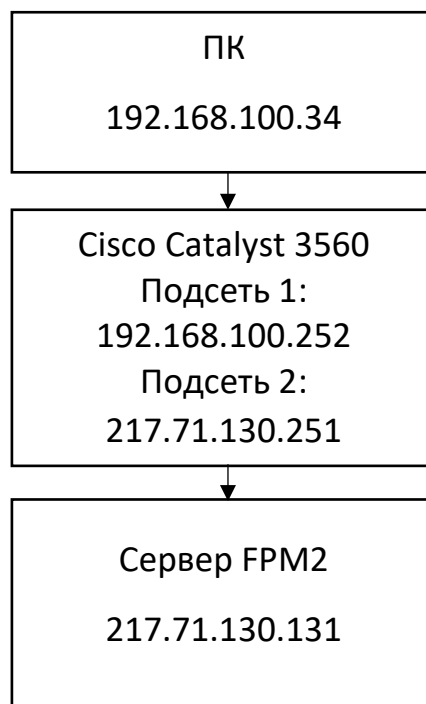 ПК
192.168.100.34
Cisco Catalyst 3560
Подсеть 1:
192.168.100.252
Подсеть 2:
217.71.130.251
Сервер FPM2
217.71.130.131